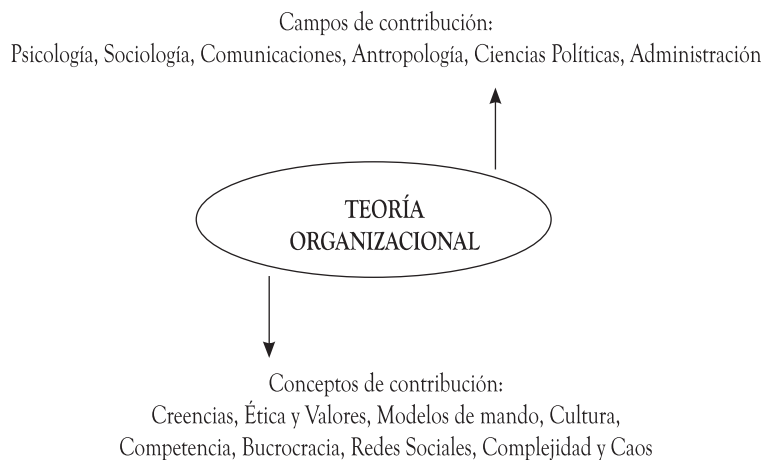 Campos de contribución:
Psicología, Sociología, Comunicaciones, Antropología, Ciencias Políticas, Administración
TEORÍA
ORGANIZACIONAL
Conceptos de contribución:
Creencias, Ética y Valores, Modelos de mando, Cultura,
Competencia, Bucrocracia, Redes Sociales, Complejidad y Caos